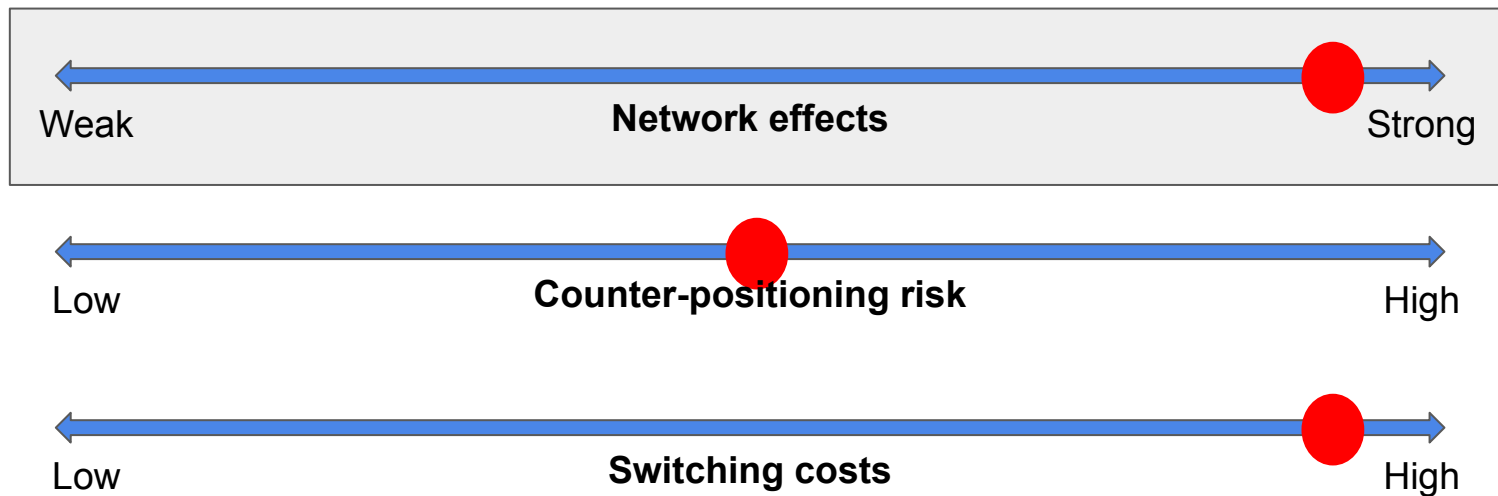 Weak Network effects Strong
Low Counter-positioning risk High
Low Switching costs High